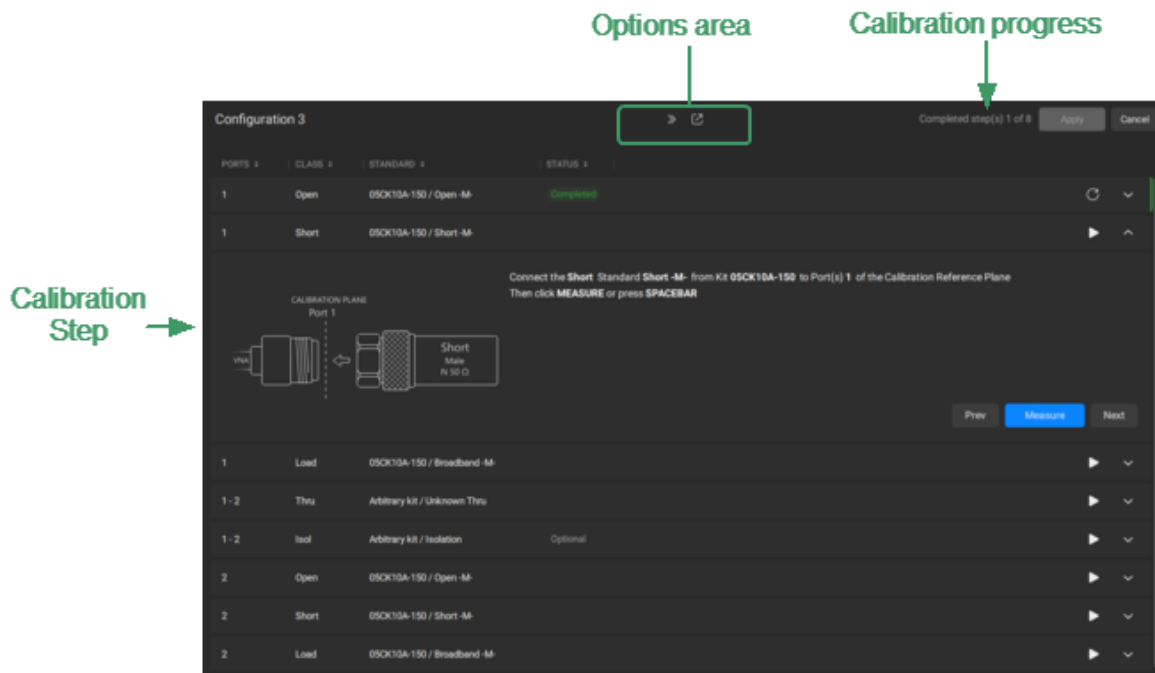 Options area
Calibration progress
Configuration 3
Completed step(s) 1 of 8
Apply
Cancel
PORTS CLASS STANDARD STATUS
1 Open 05CK10A-150 / Open -M- Completed
1 Short 05CK10A-150 / Short -M-
Connect the Short Standard Short -M- from Kit 05CK10A-150 to Port(s) 1 of the Calibration Reference Plane
Then click MEASURE or press SPACEBAR
Calibration
Step
CALIBRATION PLANE
Port 1
VNA
Short
Male
N 50 Ω
Prev Measure Next
1 Load 05CK10A-150 / Broadband -M-
1 - 2 Thru Arbitrary kit / Unknown Thru
1 - 2 Isol Arbitrary kit / Isolation Optional
2 Open 05CK10A-150 / Open -M-
2 Short 05CK10A-150 / Short -M-
2 Load 05CK10A-150 / Broadband -M-